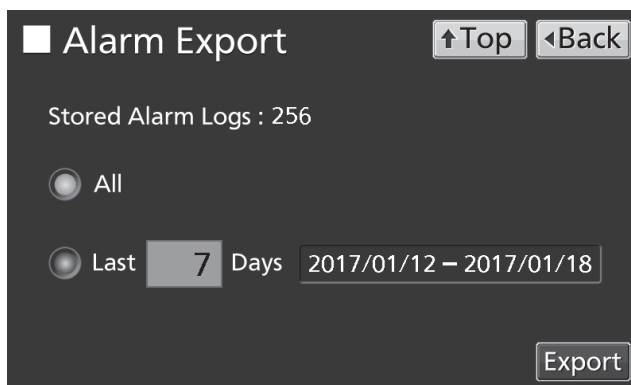 Alarm Export
↑Top
◂Back
Stored Alarm Logs : 256
All
Last 7 Days 2017/01/12 – 2017/01/18
Export